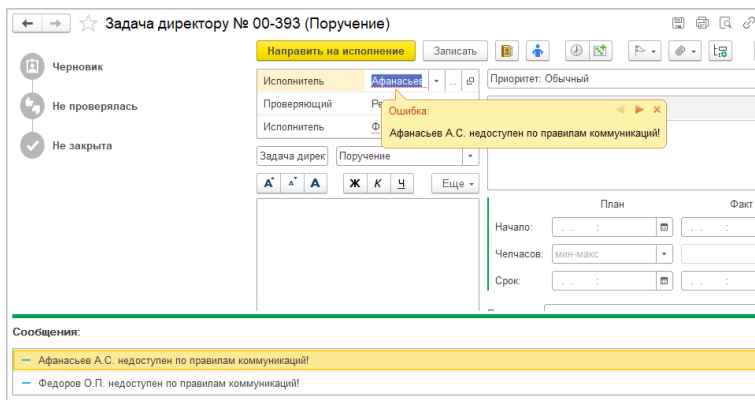 Задача директору № 00-393 (Поручение)
Направить на исполнение
Записать
Черновик
Не проверялась
Не закрыта
Исполнитель Афанасьев
Приоритет: Обычный
Проверяющий Ре
Исполнитель Ф
Ошибка:
Афанасьев А.С. недоступен по правилам коммуникаций!
Задача дирек Поручение
А А А Ж К Ч Еще
План Факт
Начало: . . : . . :
Челчасов: мин-макс
Срок: . . : . . :
Сообщения:
Афанасьев А.С. недоступен по правилам коммуникаций!
Федоров О.П. недоступен по правилам коммуникаций!